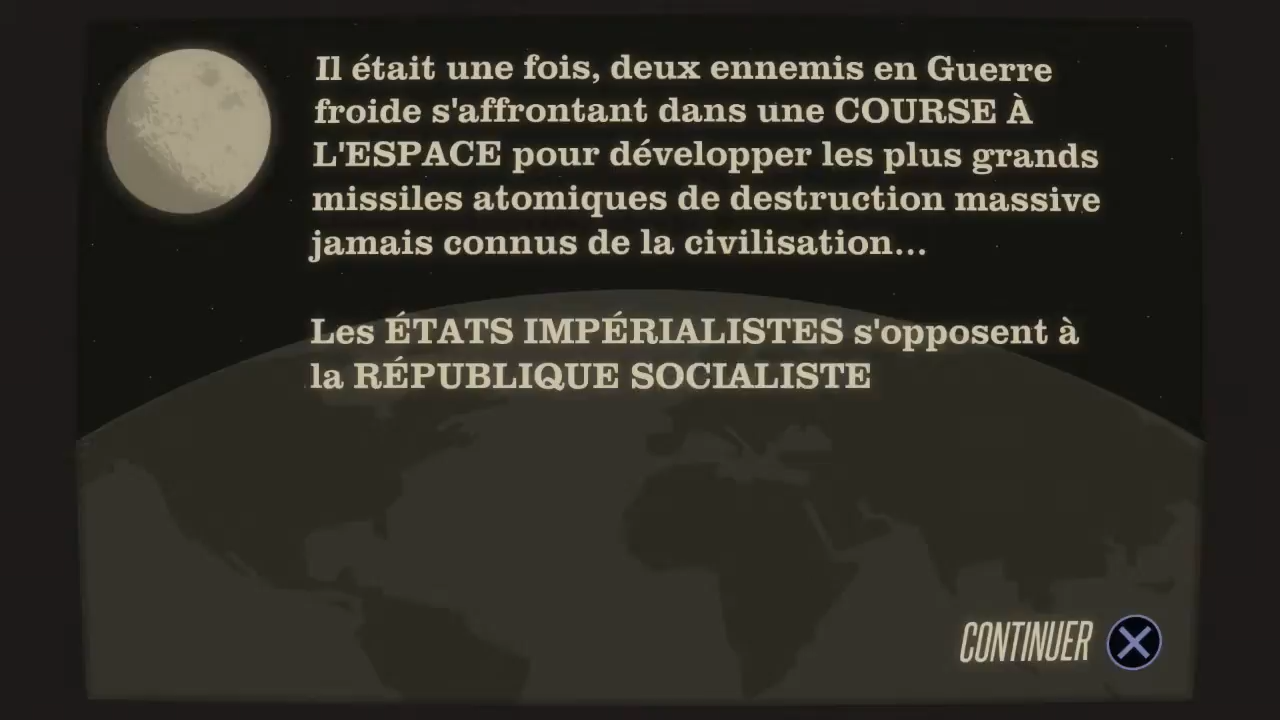 Il était une fois, deux ennemis en Guerre
froide s'affrontant dans une COURSE À
L'ESPACE pour développer les plus grands
missiles atomiques de destruction massive
jamais connus de la civilisation...
Les ÉTATS IMPÉRIALISTES s'opposent à
la RÉPUBLIQUE SOCIALISTE
CONTINUER